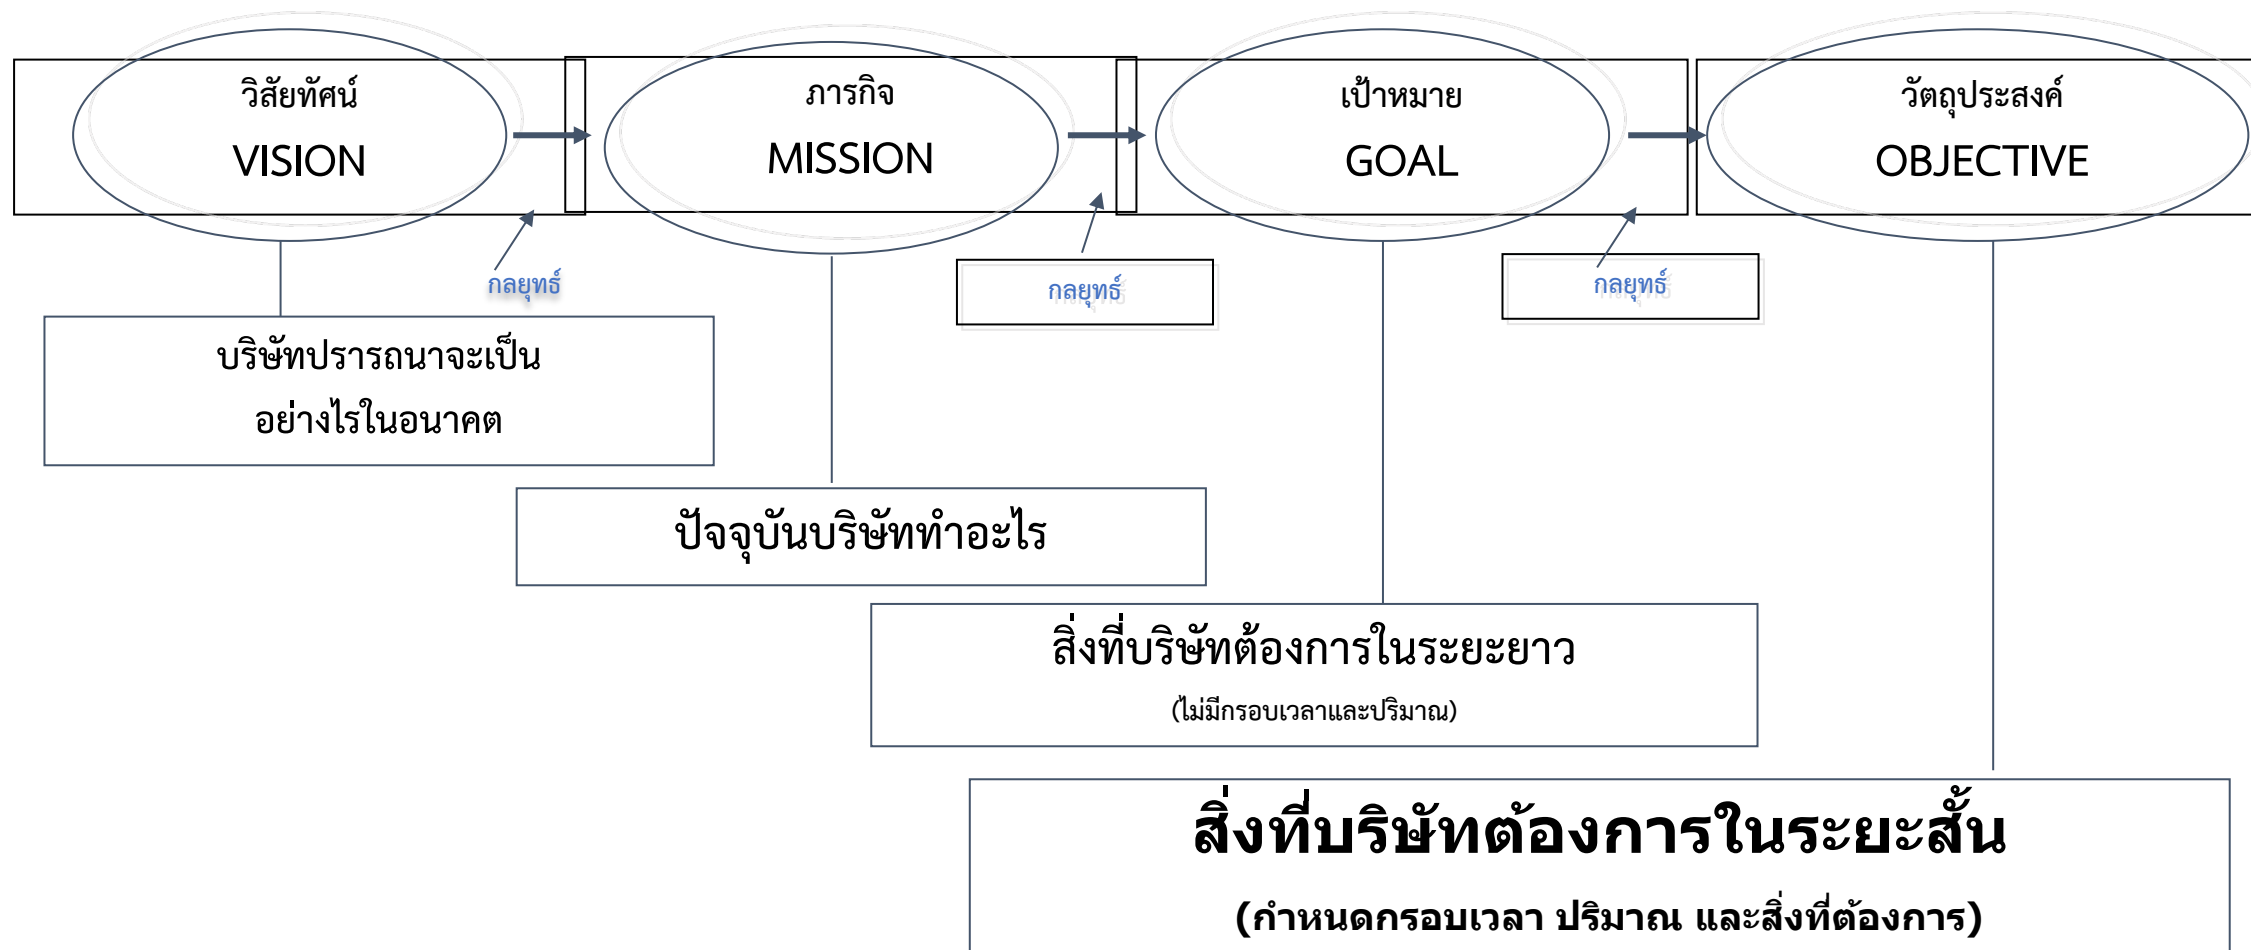 วิสัยทัศน์
VISION
ภารกิจ
MISSION
เป้าหมาย
GOAL
วัตถุประสงค์
OBJECTIVE
กลยุทธ์
กลยุทธ์
กลยุทธ์
บริษัทปรารถนาจะเป็น
อย่างไรในอนาคต
ปัจจุบันบริษัททำอะไร
สิ่งที่บริษัทต้องการในระยะยาว
(ไม่มีกรอบเวลาและปริมาณ)
สิ่งที่บริษัทต้องการในระยะสั้น
(กำหนดกรอบเวลา ปริมาณ และสิ่งที่ต้องการ)